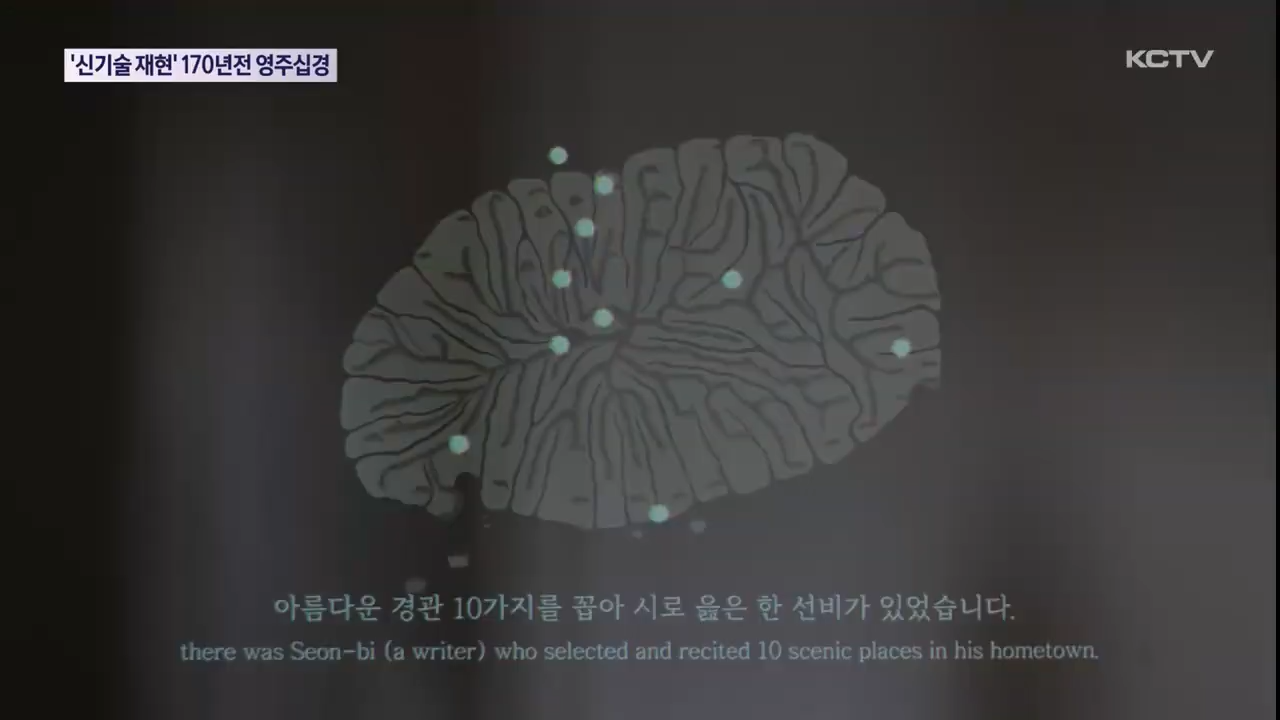 '신기술 재현' 170년전 영주십경
KCTV
아름다운 경관 10가지를 꼽아 시로 읊은 한 선비가 있었습니다.
there was Seon-bi (a writer) who selected and recited 10 scenic places in his hometown.